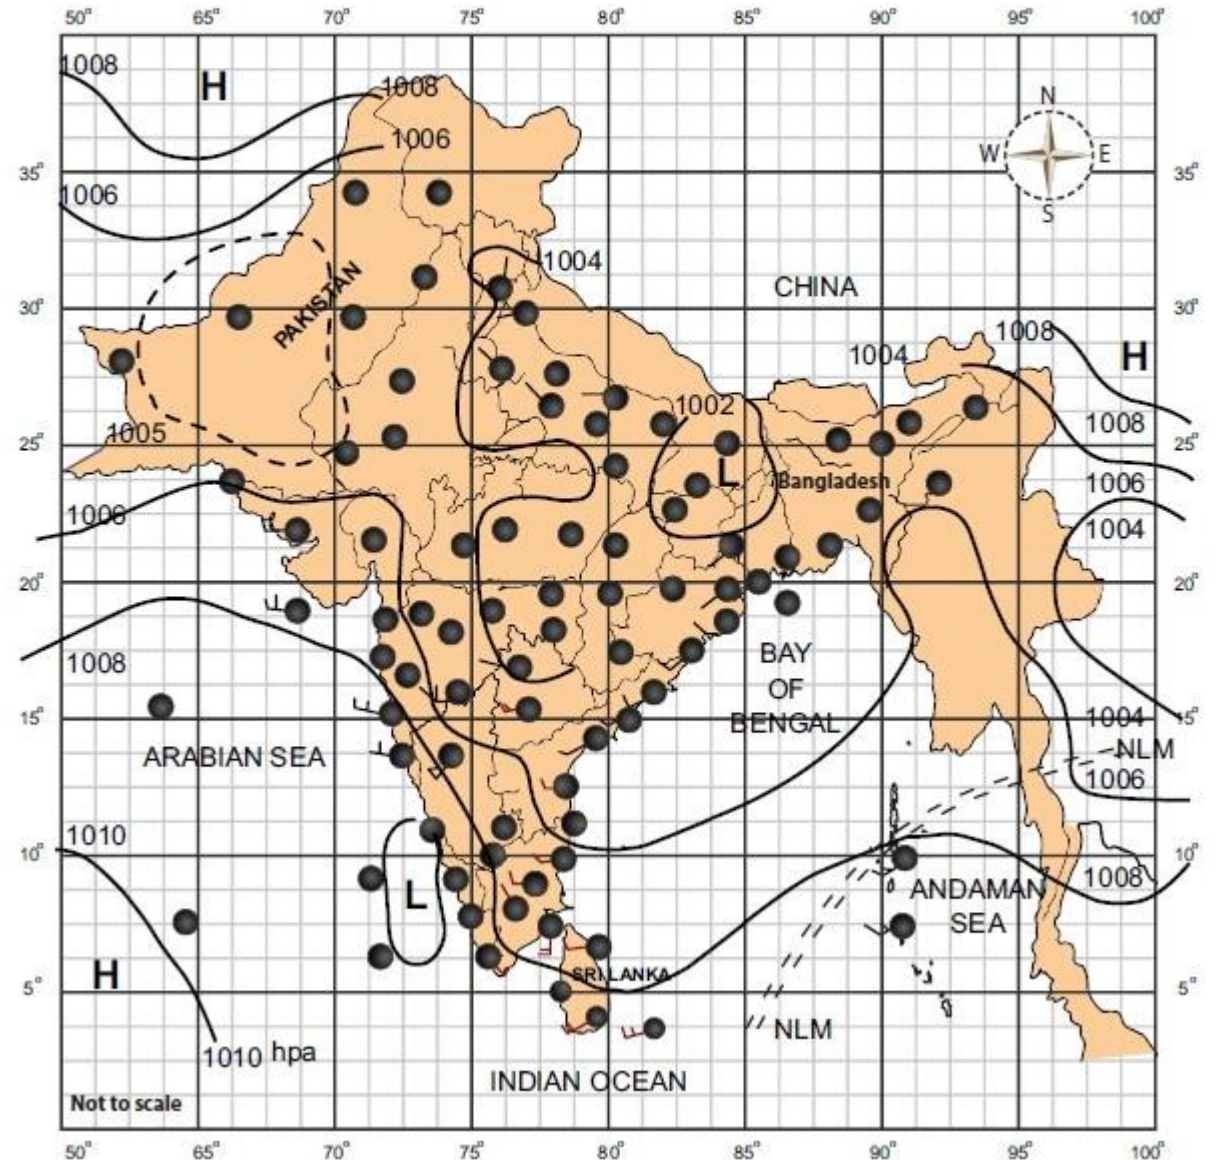 50° 65° 70° 75° 80° 85° 90° 95° 100°
1008
H
1008
1006
N
W E
S
35° 35°
1006
1004
PAKISTAN
CHINA
30° 30°
1008
H
1004
1002
1008
1005
25° 25°
L
Bangladesh
1006
1006
1004
20° 20°
1008
BAY
OF
BENGAL
15° 15°
1004
ARABIAN SEA
NLM
1006
1010
10° 10°
L
1008
ANDAMAN
SEA
H
SRI LANKA
5° 5°
NLM
1010 hpa
INDIAN OCEAN
Not to scale
50° 65° 70° 75° 80° 85° 90° 95° 100°